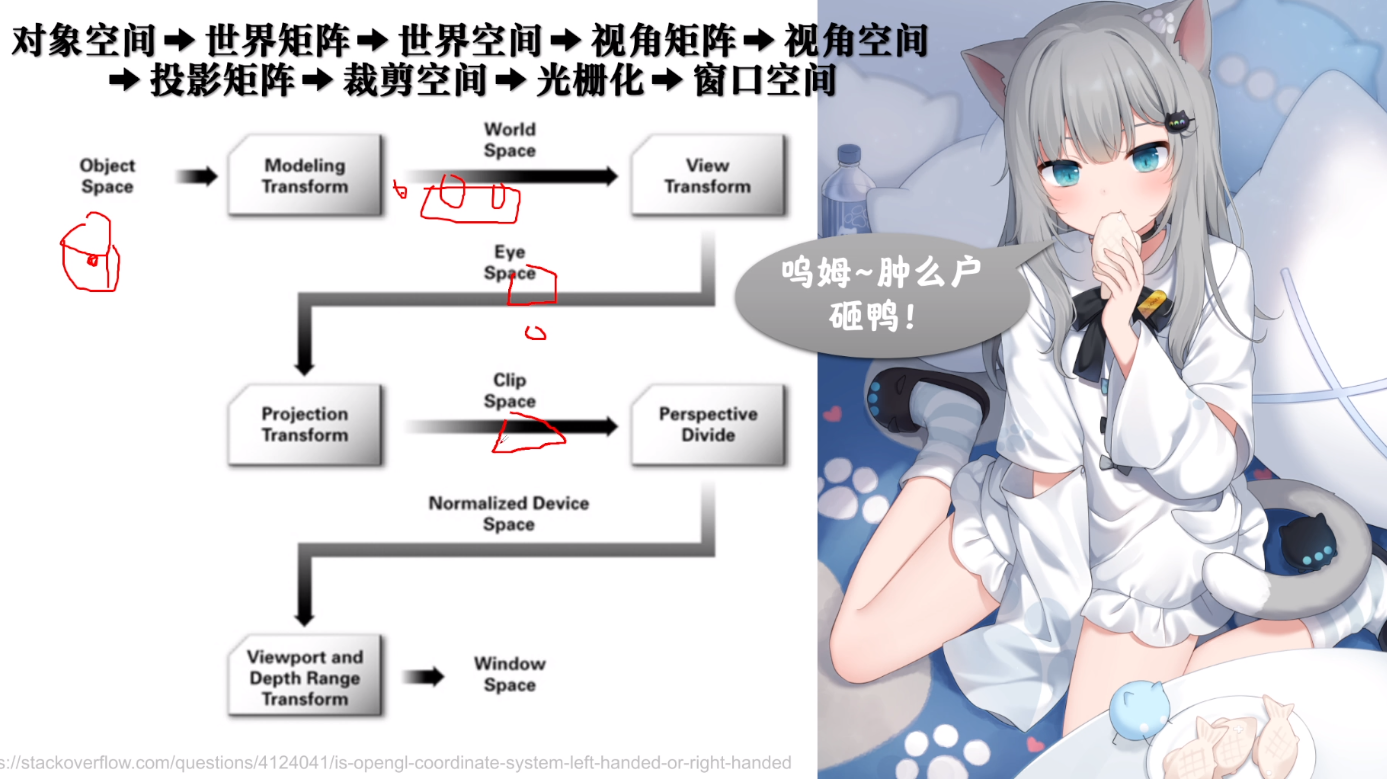 对象空间➡世界矩阵➡世界空间➡视角矩阵➡视角空间
➡投影矩阵➡裁剪空间➡光栅化➡窗口空间
Object
Space
Modeling
Transform
World
Space
View
Transform
Eye
Space
呜姆~肿么户
砸鸭!
Projection
Transform
Clip
Space
Perspective
Divide
Normalized Device
Space
Viewport and
Depth Range
Transform
Window
Space
s://stackoverflow.com/questions/4124041/is-opengl-coordinate-system-left-handed-or-right-handed